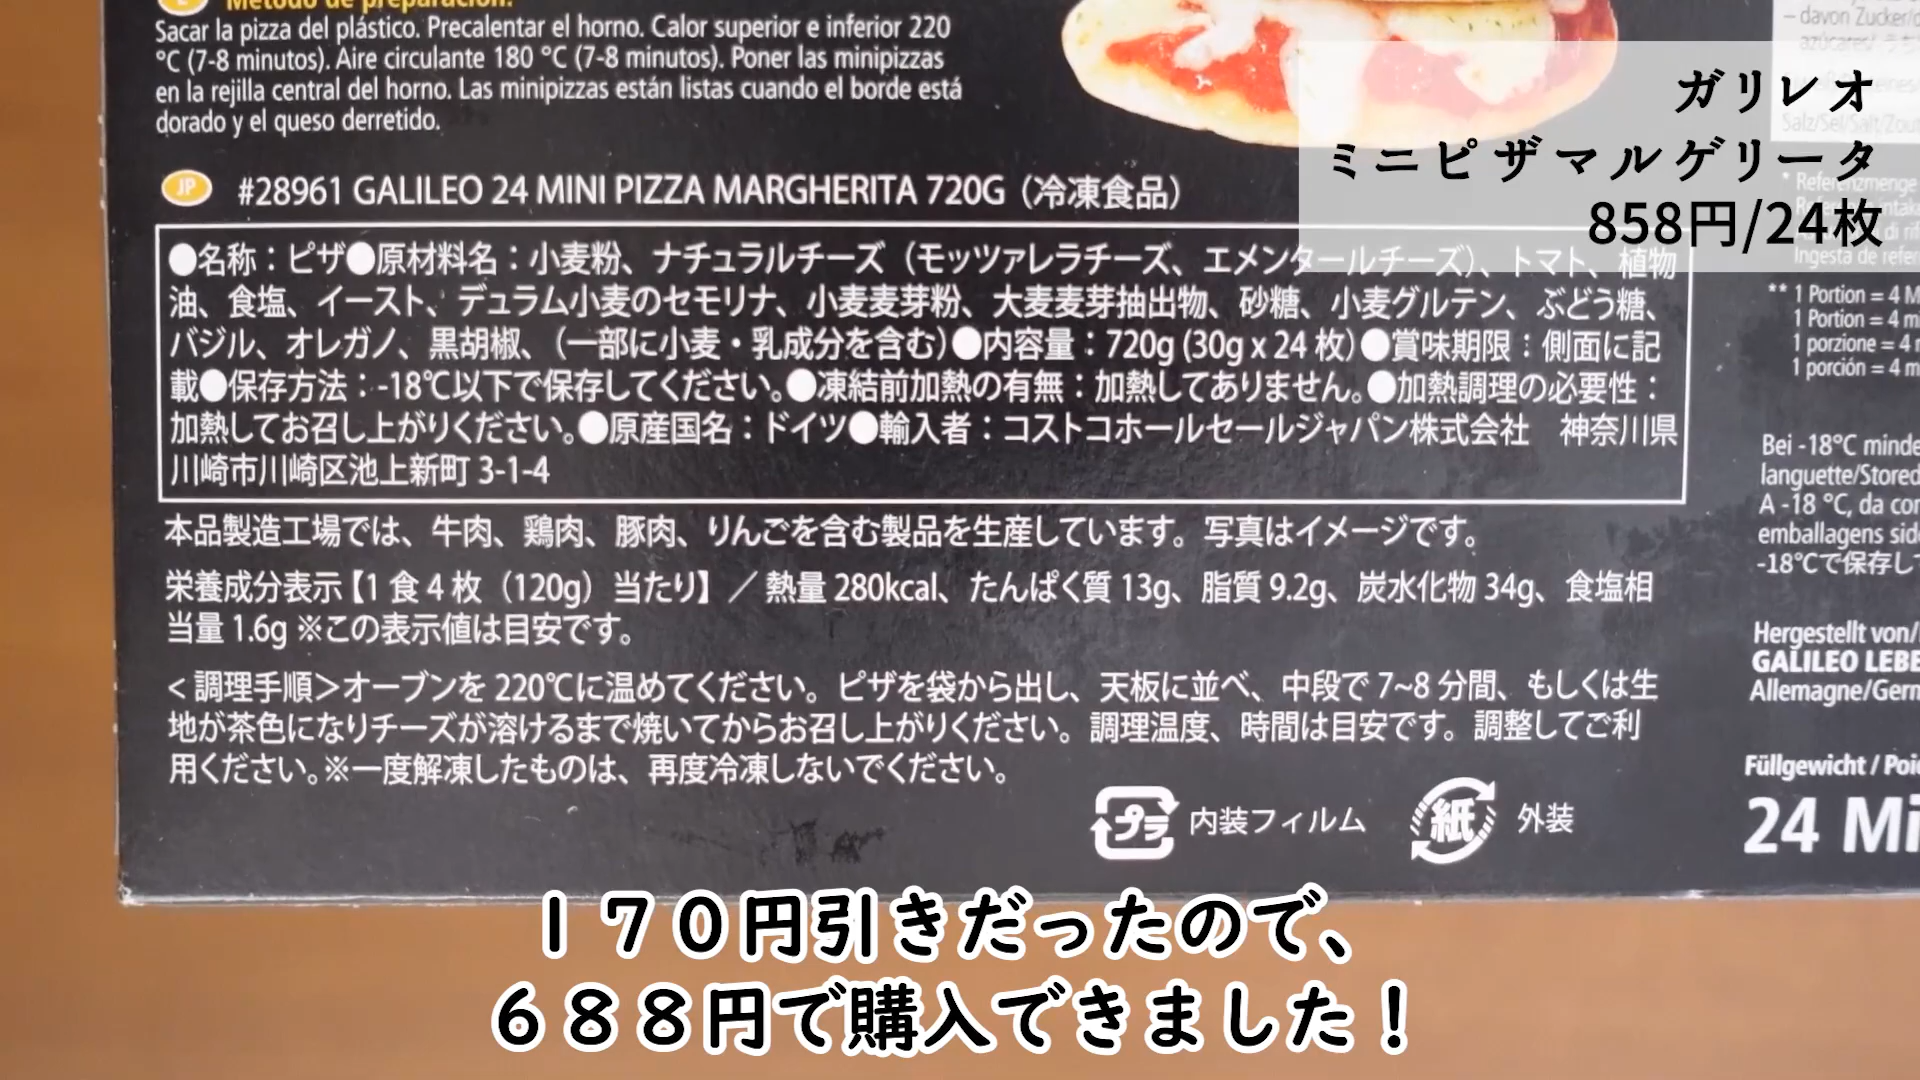 Método de preparación:
Sacar la pizza del plástico. Precalentar el horno. Calor superior e inferior 220
°C (7-8 minutos). Aire circulante 180 °C (7-8 minutos). Poner las minipizzas
en la rejilla central del horno. Las minipizzas están listas cuando el borde está
dorado y el queso derretido.
JP #28961 GALILEO 24 MINI PIZZA MARGHERITA 720G（冷凍食品）
●名称：ピザ●原材料名：小麦粉、ナチュラルチーズ（モッツァレラチーズ、エメンタールチーズ）、トマト、植物
油、食塩、イースト、デュラム小麦のセモリナ、小麦麦芽粉、大麦麦芽抽出物、砂糖、小麦グルテン、ぶどう糖、
バジル、オレガノ、黒胡椒、（一部に小麦・乳成分を含む）●内容量：720g (30g x 24 枚)●賞味期限：側面に記
載●保存方法：-18℃以下で保存してください。●凍結前加熱の有無：加熱してありません。●加熱調理の必要性：
加熱してお召し上がりください。●原産国名：ドイツ●輸入者：コストコホールセールジャパン株式会社　神奈川県
川崎市川崎区池上新町 3-1-4
本品製造工場では、牛肉、鶏肉、豚肉、りんごを含む製品を生産しています。写真はイメージです。
栄養成分表示【1 食 4 枚（120g）当たり】／熱量 280kcal、たんぱく質 13g、脂質 9.2g、炭水化物 34g、食塩相
当量 1.6g ※この表示値は目安です。
＜調理手順＞オーブンを 220℃に温めてください。ピザを袋から出し、天板に並べ、中段で 7~8 分間、もしくは生
地が茶色になりチーズが溶けるまで焼いてからお召し上がりください。調理温度、時間は目安です。調整してご利
用ください。※一度解凍したものは、再度冷凍しないでください。
プラ 内装フィルム 紙 外装
ガリレオ
ミニピザマルゲリータ
858円/24枚
– davon Zucker/
Salz/Sel/Salt/Zout
* Referenzmenge
Ingesta de refer
** 1 Portion = 4 M
1 Portion = 4 m
1 porzione = 4
1 porción = 4 m
Bei -18°C minde
languette/Stored
A -18 °C, da con
emballagens sid
-18℃で保存し
Hergestellt von/
GALILEO LEBE
Allemagne/Germ
Füllgewicht / Poi
24 Mi
１７０円引きだったので、
６８８円で購入できました！